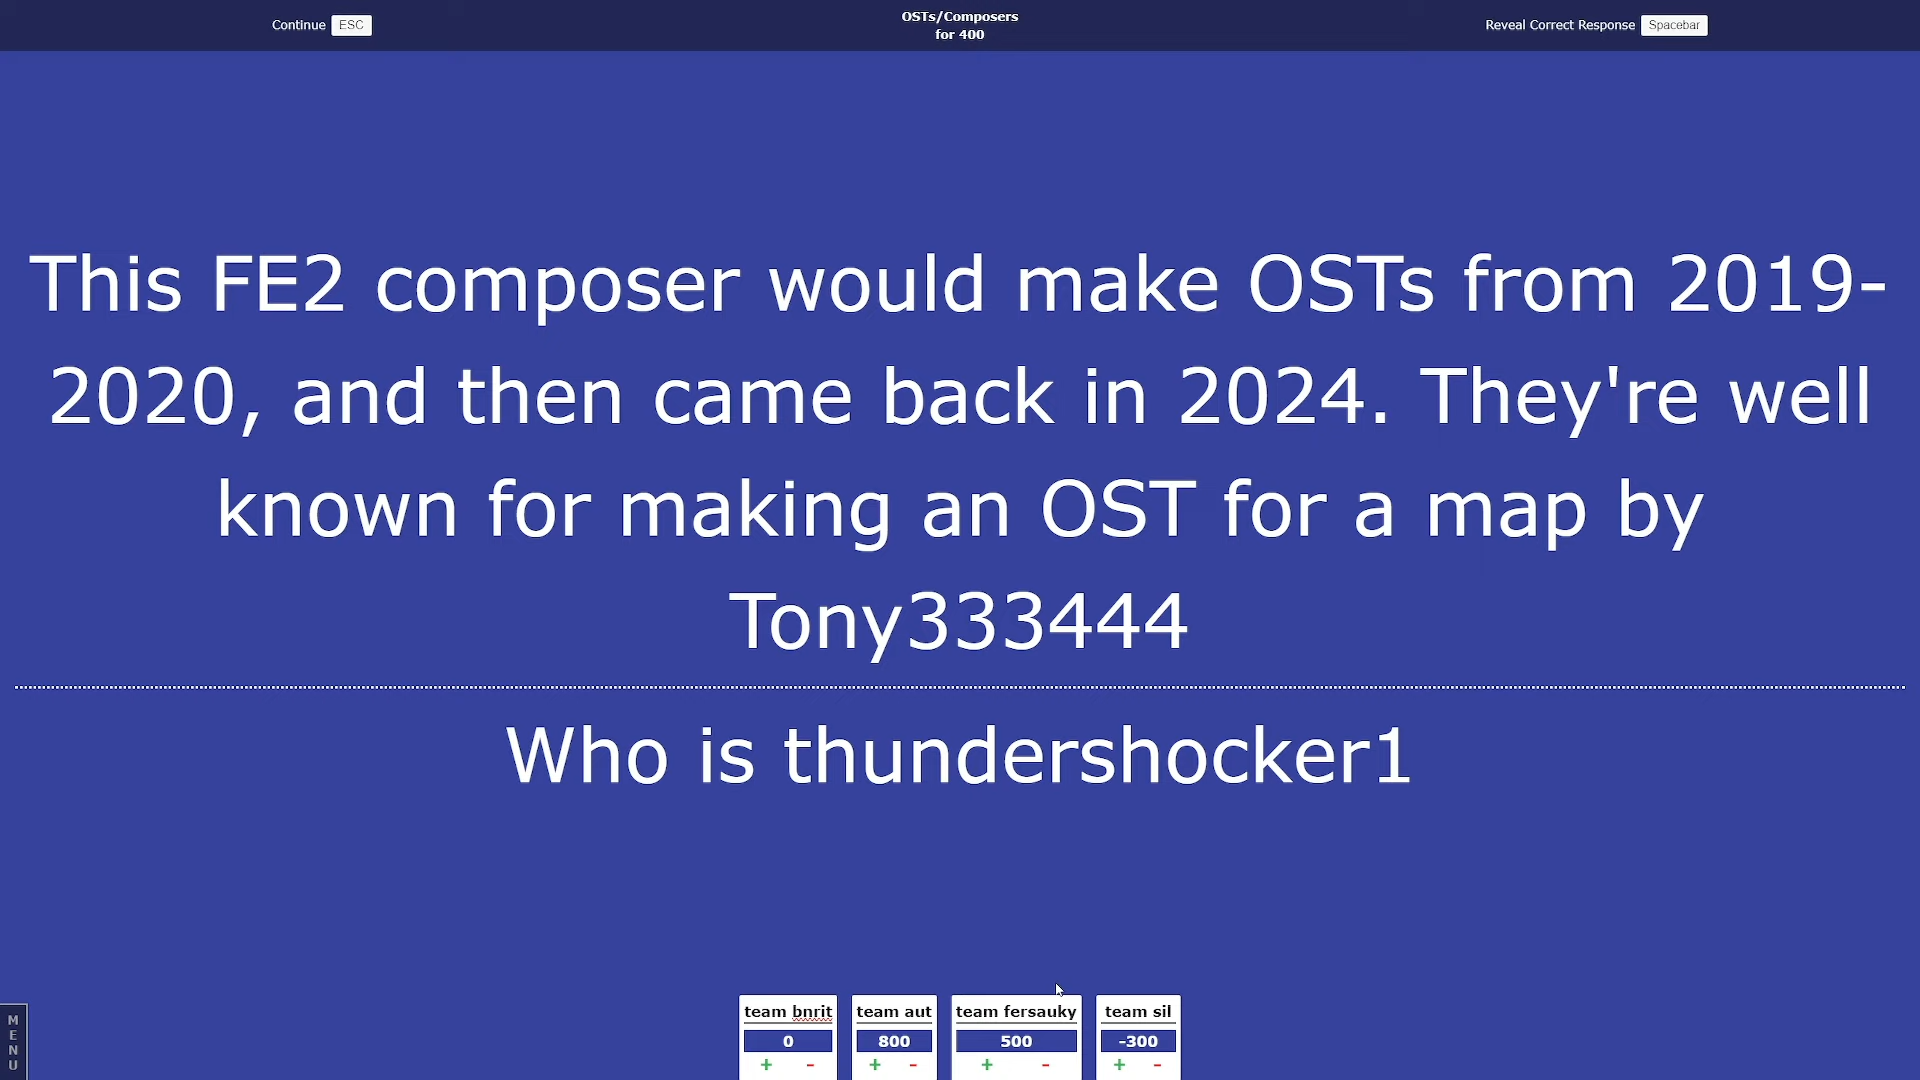 Continue ESC
OSTs/Composers
for 400
Reveal Correct Response Spacebar
This FE2 composer would make OSTs from 2019-
2020, and then came back in 2024. They're well
known for making an OST for a map by
Tony333444
Who is thundershocker1
MENU
team bnrit
0
+ -
team aut
800
+ -
team fersauky
500
+ -
team sil
-300
+ -